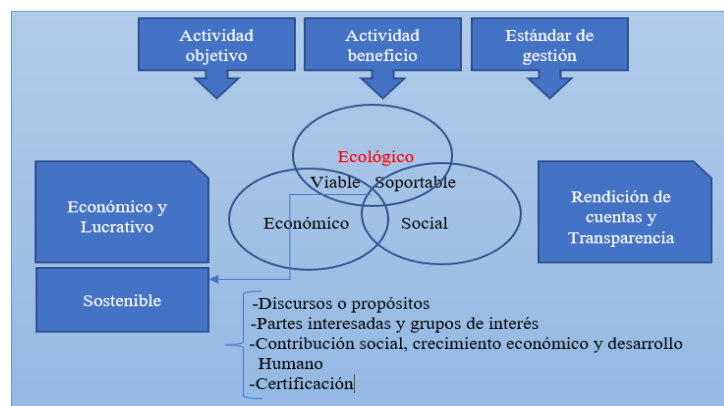 Actividad
objetivo
Actividad
beneficio
Estándar de
gestión
Ecológico
Viable
Soportable
Económico
Social
Económico y
Lucrativo
Sostenible
Rendición de
cuentas y
Transparencia
-Discursos o propósitos
-Partes interesadas y grupos de interés
-Contribución social, crecimiento económico y desarrollo
Humano
-Certificación